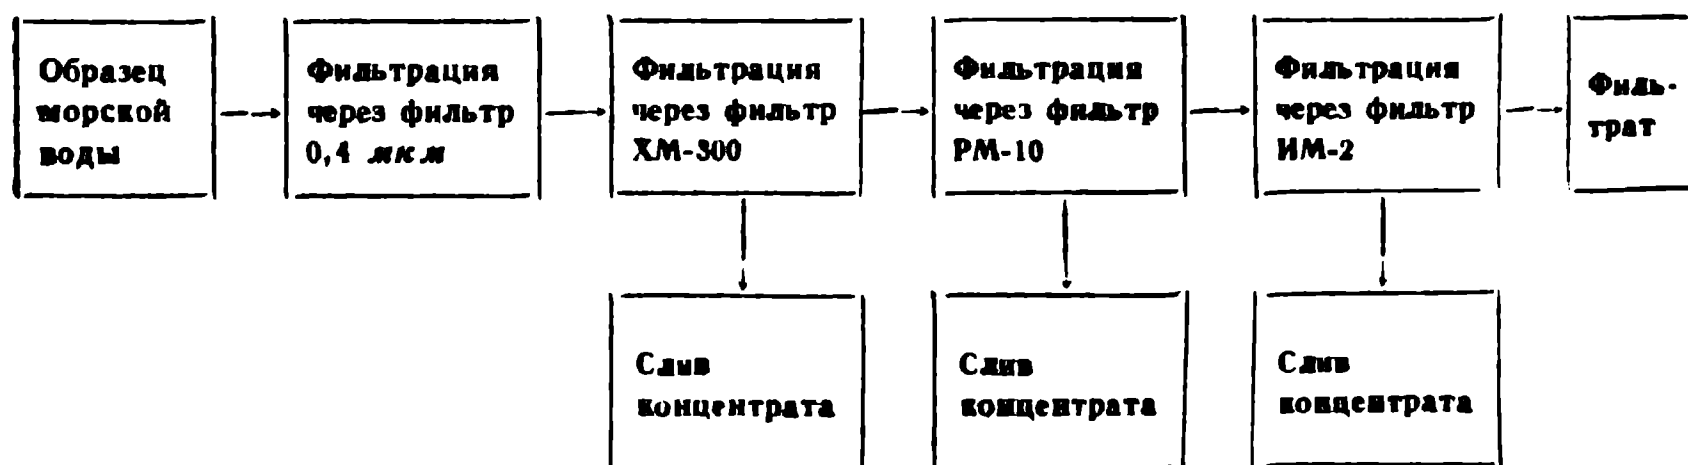 Образец
морской
воды
Фильтрация
через фильтр
0,4 мкм
Фильтрация
через фильтр
ХМ-300
Фильтрация
через фильтр
РМ-10
Фильтрация
через фильтр
ИМ-2
Филь-
трат
Слив
концентрата
Слив
концентрата
Слив
концентрата